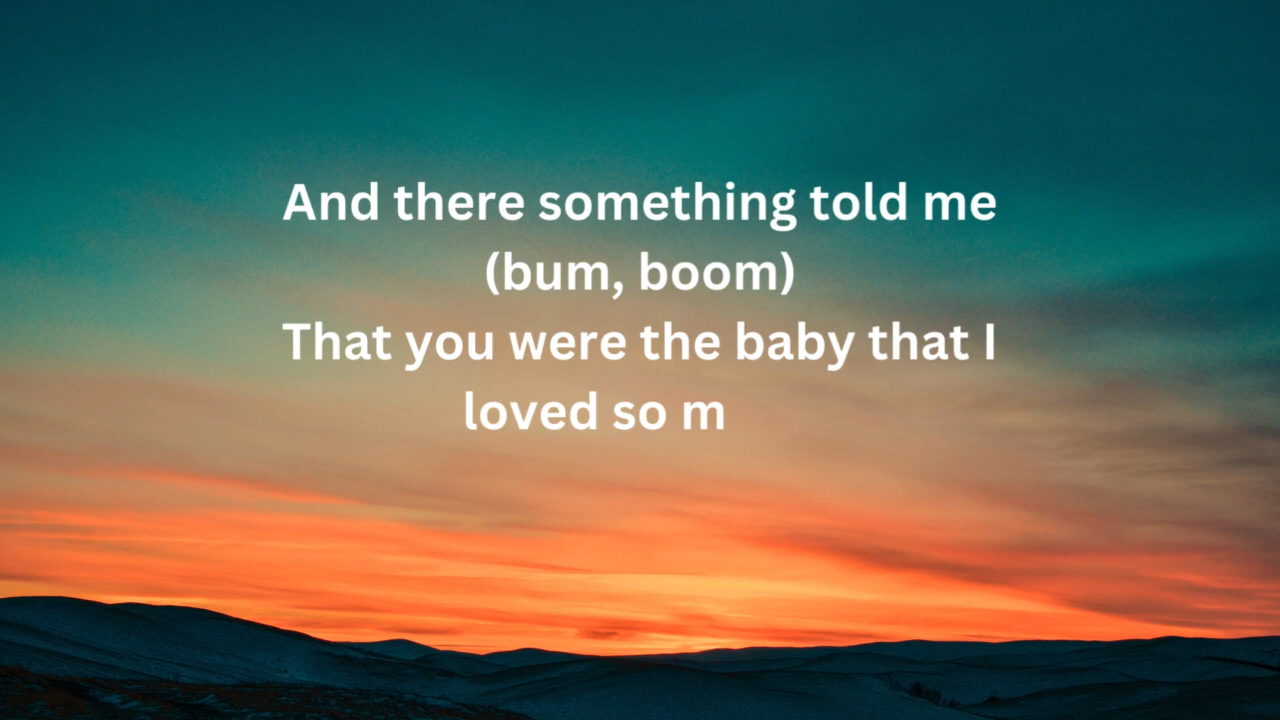 And there something told me
(bum, boom)
That you were the baby that I
loved so m